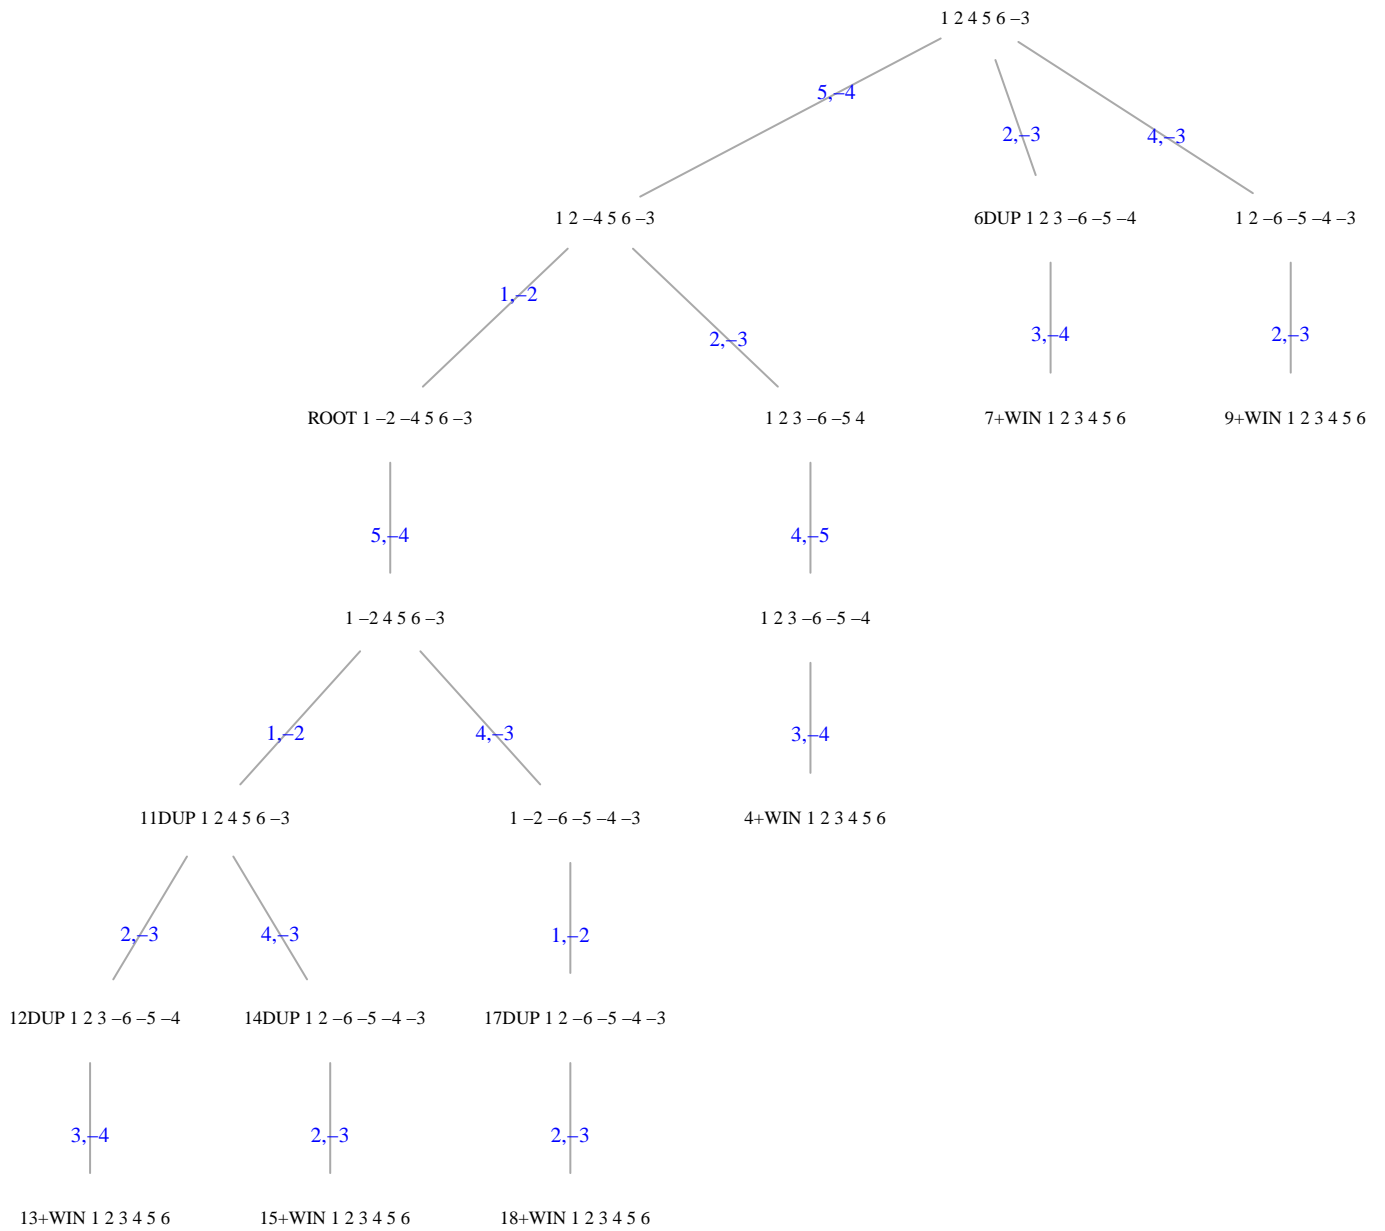 1 2 4 5 6 –3
5,–4
2,–3
4,–3
1 2 –4 5 6 –3
6DUP 1 2 3 –6 –5 –4
1 2 –6 –5 –4 –3
1,–2
2,–3
3,–4
2,–3
ROOT 1 –2 –4 5 6 –3
1 2 3 –6 –5 4
7+WIN 1 2 3 4 5 6
9+WIN 1 2 3 4 5 6
5,–4
4,–5
1 –2 4 5 6 –3
1 2 3 –6 –5 –4
1,–2
4,–3
3,–4
11DUP 1 2 4 5 6 –3
1 –2 –6 –5 –4 –3
4+WIN 1 2 3 4 5 6
2,–3
4,–3
1,–2
12DUP 1 2 3 –6 –5 –4
14DUP 1 2 –6 –5 –4 –3
17DUP 1 2 –6 –5 –4 –3
3,–4
2,–3
2,–3
13+WIN 1 2 3 4 5 6
15+WIN 1 2 3 4 5 6
18+WIN 1 2 3 4 5 6